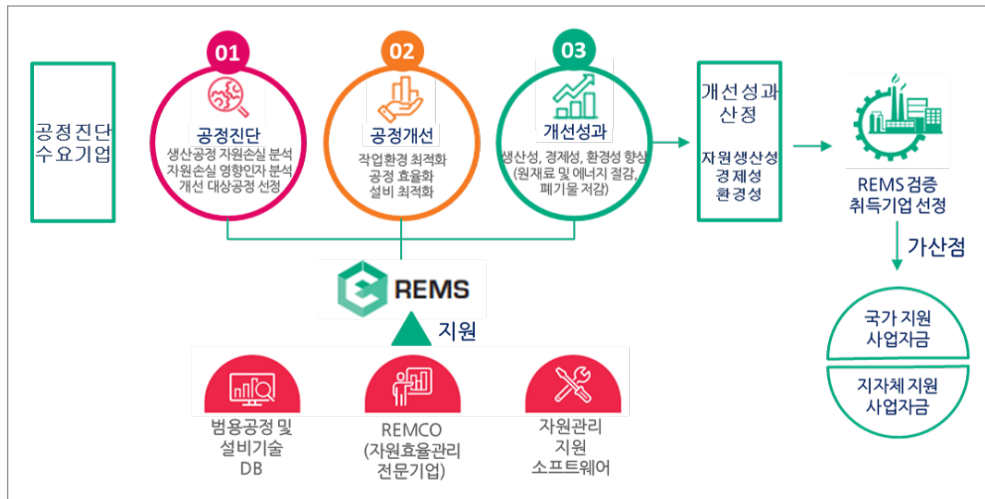 공정진단
수요기업
01
공정진단
생산공정 자원손실 분석
자원손실 영향인자 분석
개선 대상공정 선정
02
공정개선
작업환경 최적화
공정 효율화
설비 최적화
03
개선성과
생산성, 경제성, 환경성 향상
(원재료 및 에너지 절감,
폐기물 저감)
개선성과
산정
자원생산성
경제성
환경성
REMS 검증
취득기업 선정
가산점
국가 지원
사업자금
지자체 지원
사업자금
REMS
지원
범용공정 및
설비기술
DB
REMCO
(자원효율관리
전문기업)
자원관리
지원
소프트웨어